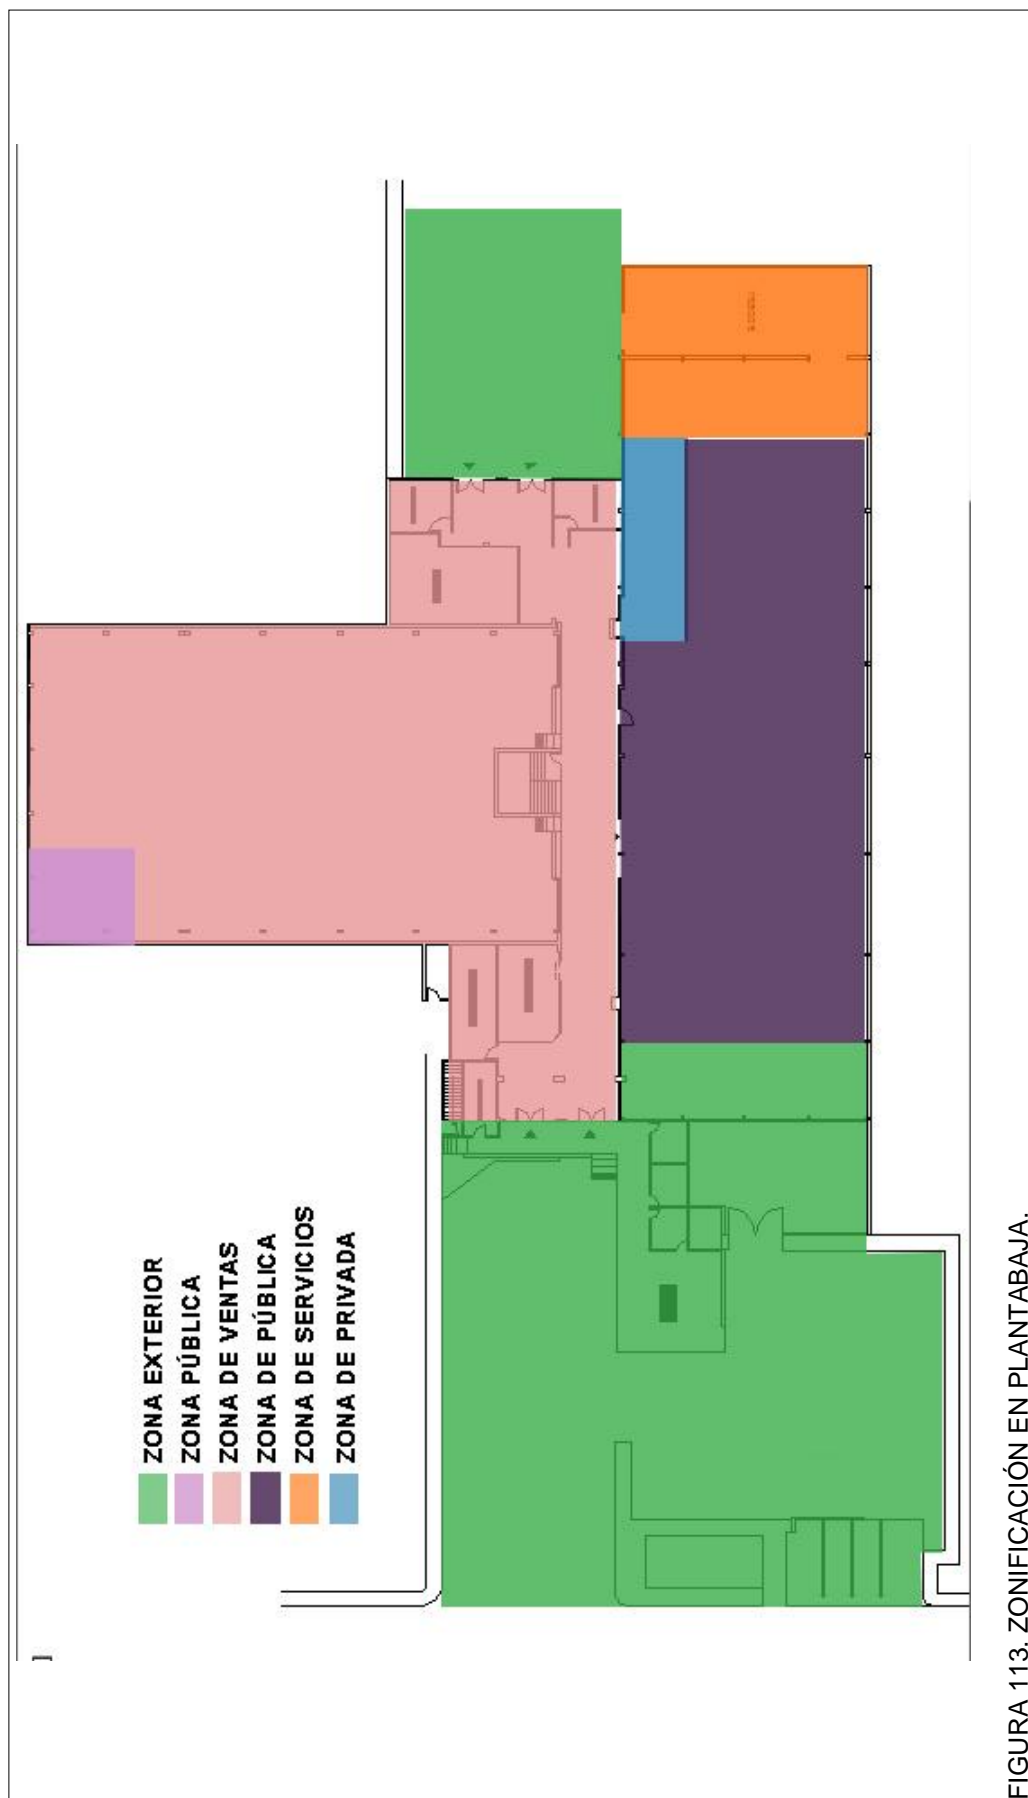 ZONA EXTERIOR
ZONA PÚBLICA
ZONA DE VENTAS
ZONA DE PÚBLICA
ZONA DE SERVICIOS
ZONA DE PRIVADA
FIGURA 113. ZONIFICACIÓN EN PLANTABAJA.